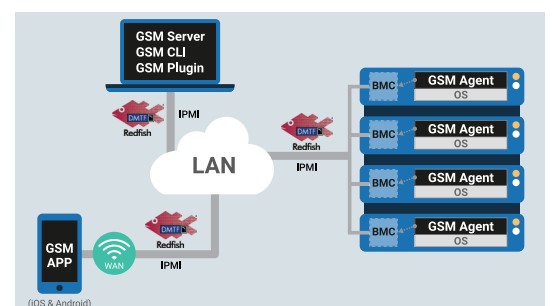 GSM Server
GSM CLI
GSM Plugin
DMTF
Redfish
IPMI
DMTF
Redfish
IPMI
LAN
BMC
GSM Agent
OS
BMC
GSM Agent
OS
BMC
GSM Agent
OS
BMC
GSM Agent
OS
DMTF
Redfish
IPMI
GSM
APP
WAN
(iOS & Android)